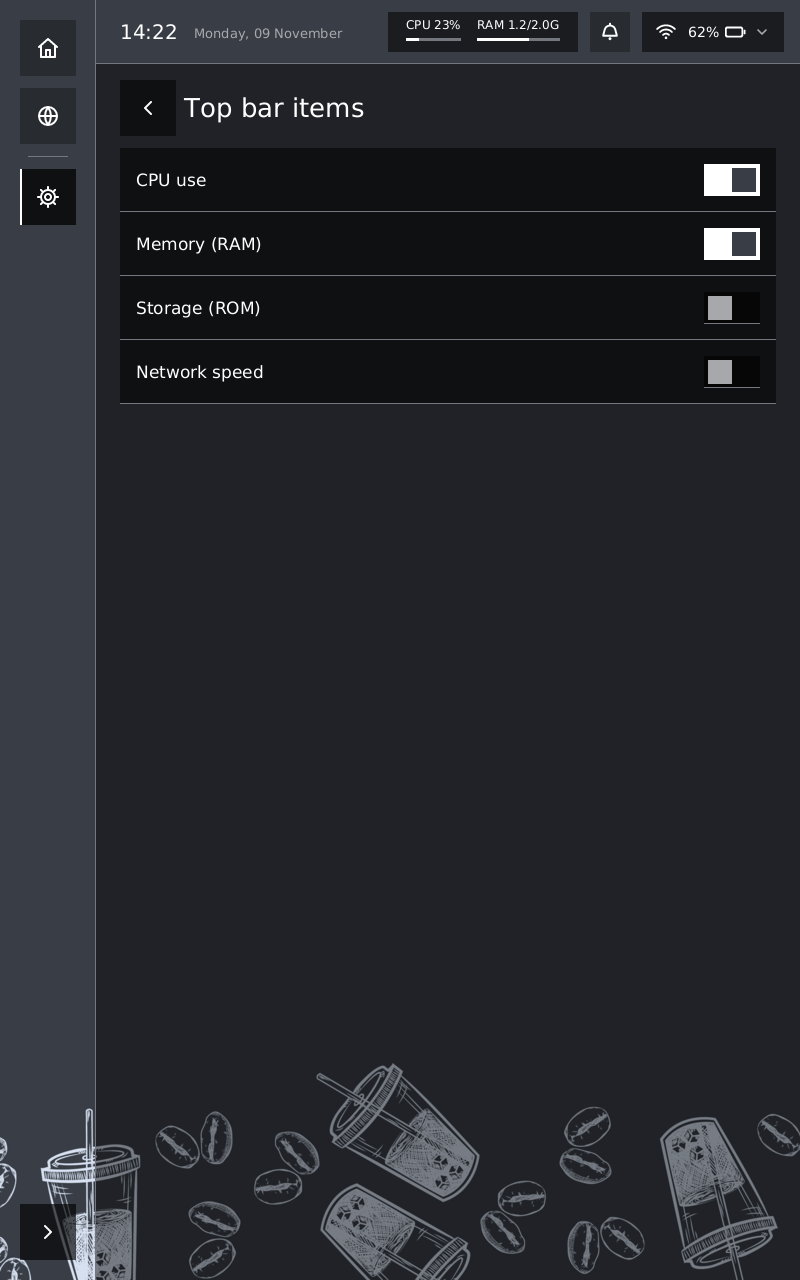 14:22 Monday, 09 November CPU 23% RAM 1.2/2.0G 62%
Top bar items
CPU use
Memory (RAM)
Storage (ROM)
Network speed